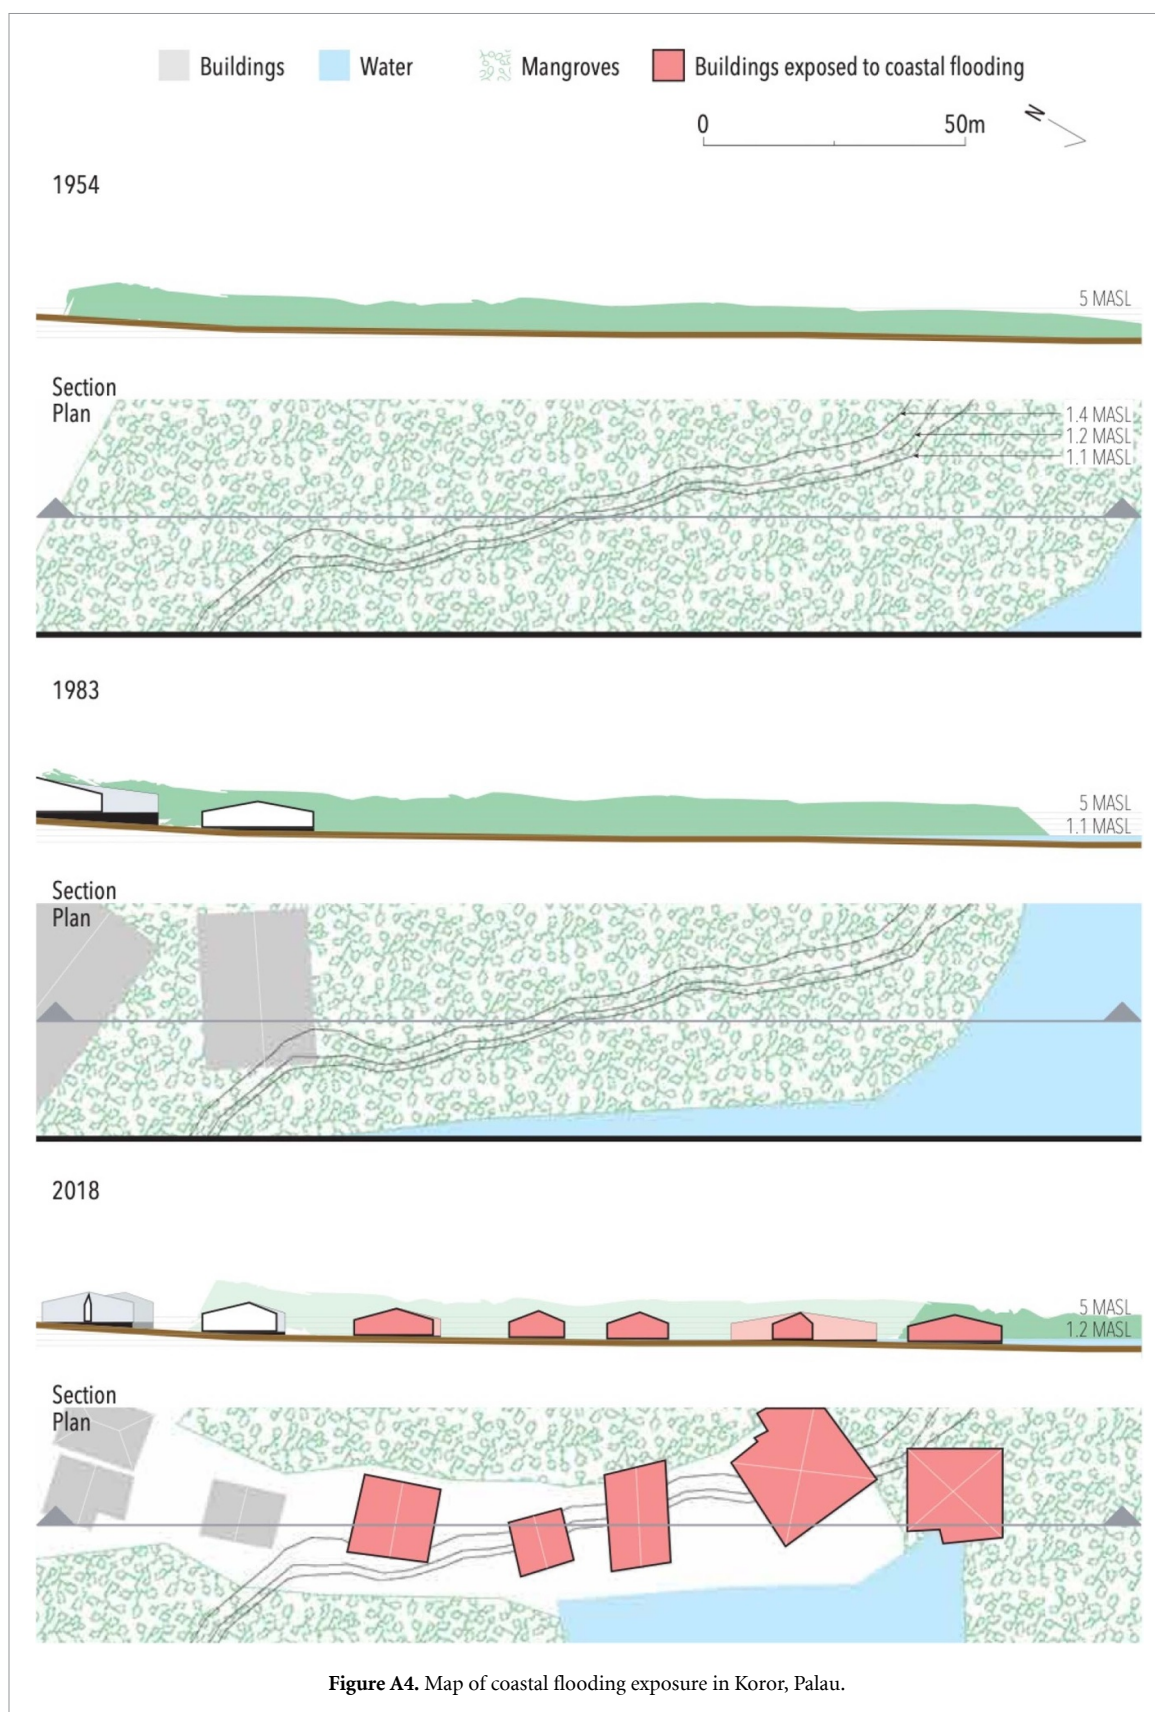 Buildings
Water
Mangroves
Buildings exposed to coastal flooding
0
50m
N
1954
5 MASL
Section
Plan
1.4 MASL
1.2 MASL
1.1 MASL
1983
5 MASL
1.1 MASL
Section
Plan
2018
5 MASL
1.2 MASL
Section
Plan
Figure A4. Map of coastal flooding exposure in Koror, Palau.